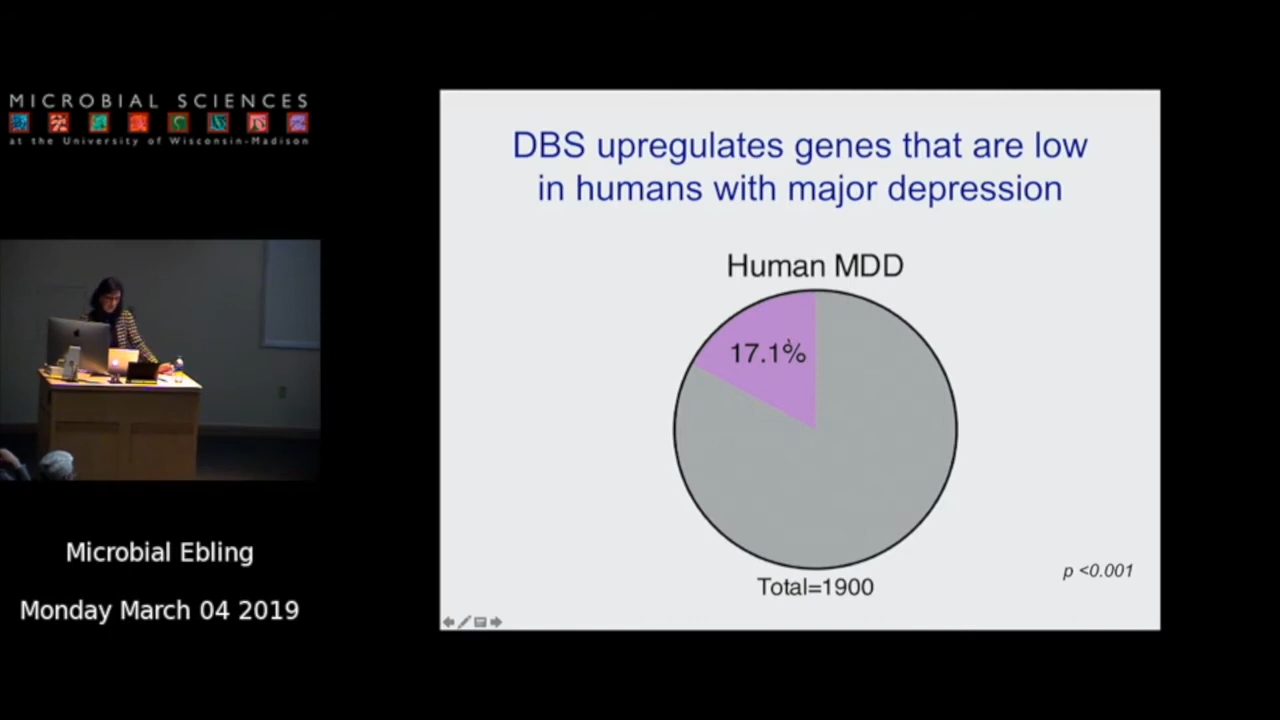 MICROBIAL SCIENCES
at the University of Wisconsin-Madison
Microbial Ebling
Monday March 04 2019
DBS upregulates genes that are low
in humans with major depression
Human MDD
17.1%
Total=1900
p <0.001